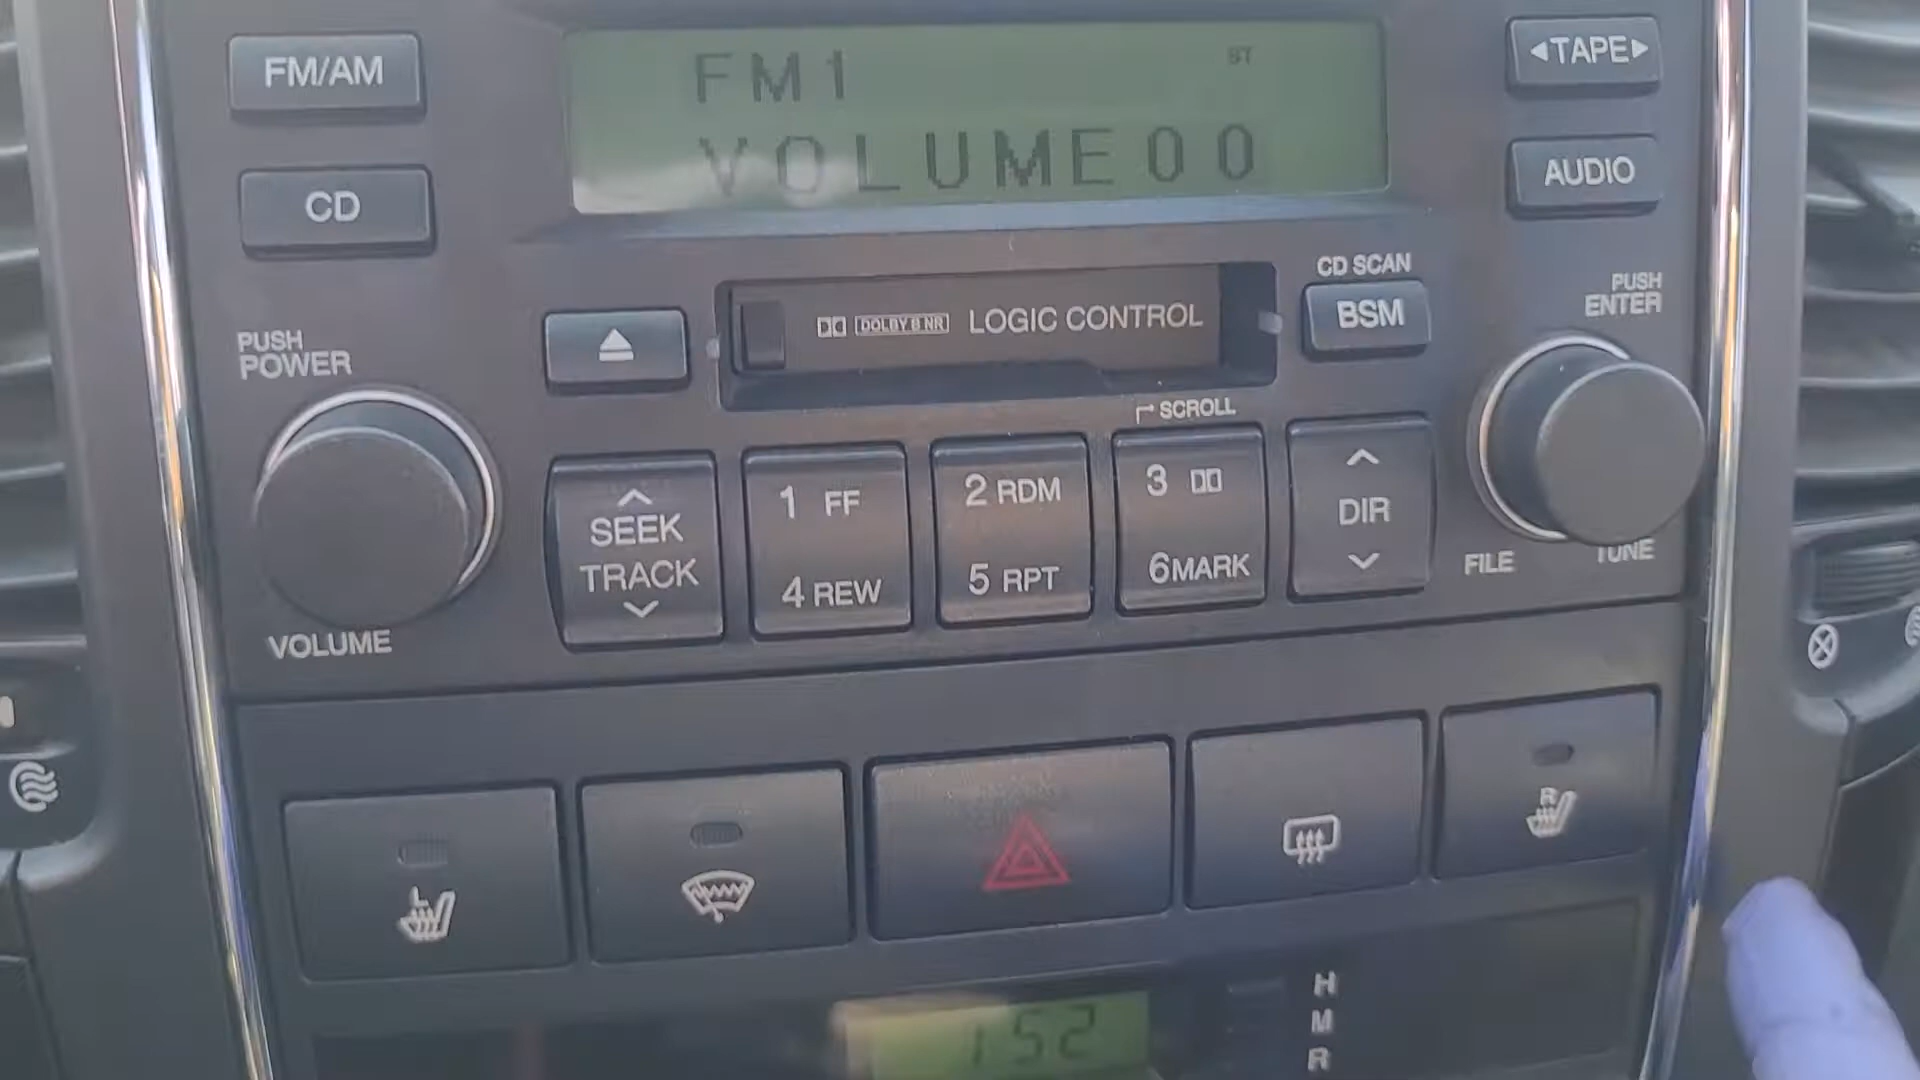 FM/AM
FM1 ST
◄TAPE►
VOLUME00
CD
AUDIO
CD SCAN
BSM
PUSH
ENTER
DOLBY B NR LOGIC CONTROL
PUSH
POWER
SCROLL
SEEK
TRACK
1 FF
4 REW
2 RDM
5 RPT
3
6MARK
DIR
FILE
TUNE
VOLUME
L
R
152
H
M
R